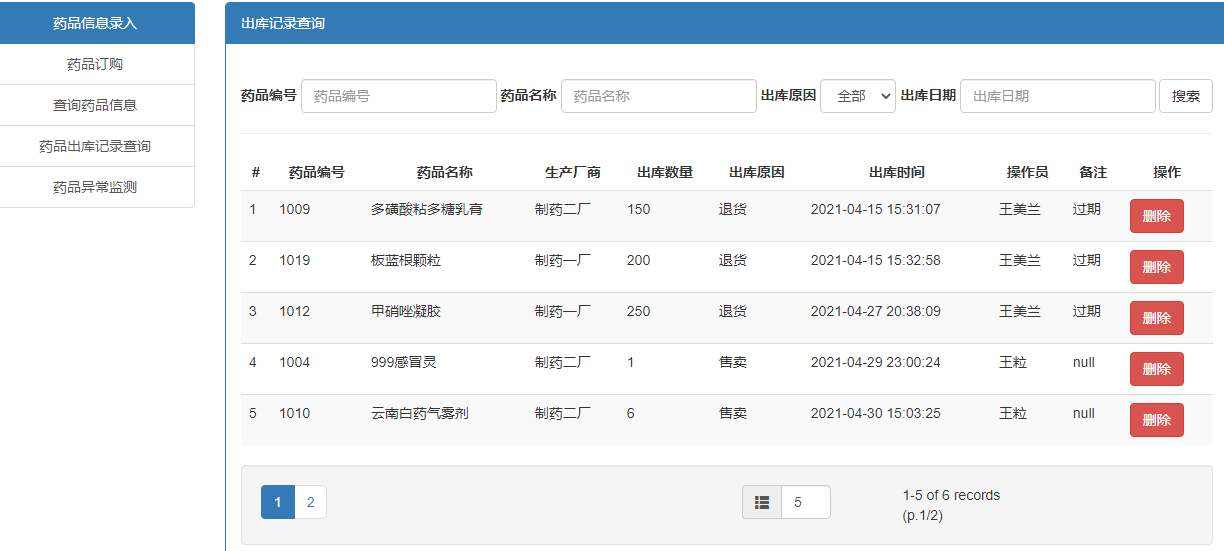 药品信息录入
药品订购
查询药品信息
药品出库记录查询
药品异常监测
出库记录查询
药品编号 药品编号 药品名称 药品名称 出库原因 全部 出库日期 出库日期 搜索
# 药品编号 药品名称 生产厂商 出库数量 出库原因 出库时间 操作员 备注 操作
1 1009 多磺酸粘多糖乳膏 制药二厂 150 退货 2021-04-15 15:31:07 王美兰 过期 删除
2 1019 板蓝根颗粒 制药一厂 200 退货 2021-04-15 15:32:58 王美兰 过期 删除
3 1012 甲硝唑凝胶 制药一厂 250 退货 2021-04-27 20:38:09 王美兰 过期 删除
4 1004 999感冒灵 制药二厂 1 售卖 2021-04-29 23:00:24 王粒 null 删除
5 1010 云南白药气雾剂 制药二厂 6 售卖 2021-04-30 15:03:25 王粒 null 删除
1 2 5 1-5 of 6 records
(p.1/2)